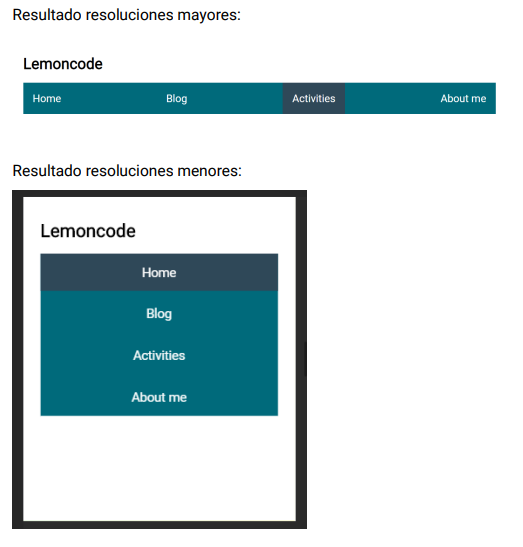 Resultado resoluciones mayores:
Lemoncode
Home Blog Activities About me
Resultado resoluciones menores:
Lemoncode
Home
Blog
Activities
About me